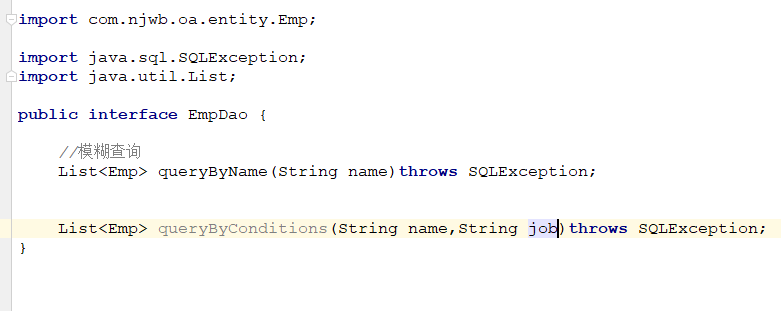 import com.njwb.oa.entity.Emp;
import java.sql.SQLException;
import java.util.List;
public interface EmpDao {
//模糊查询
List<Emp> queryByName(String name)throws SQLException;
List<Emp> queryByConditions(String name,String job)throws SQLException;
}